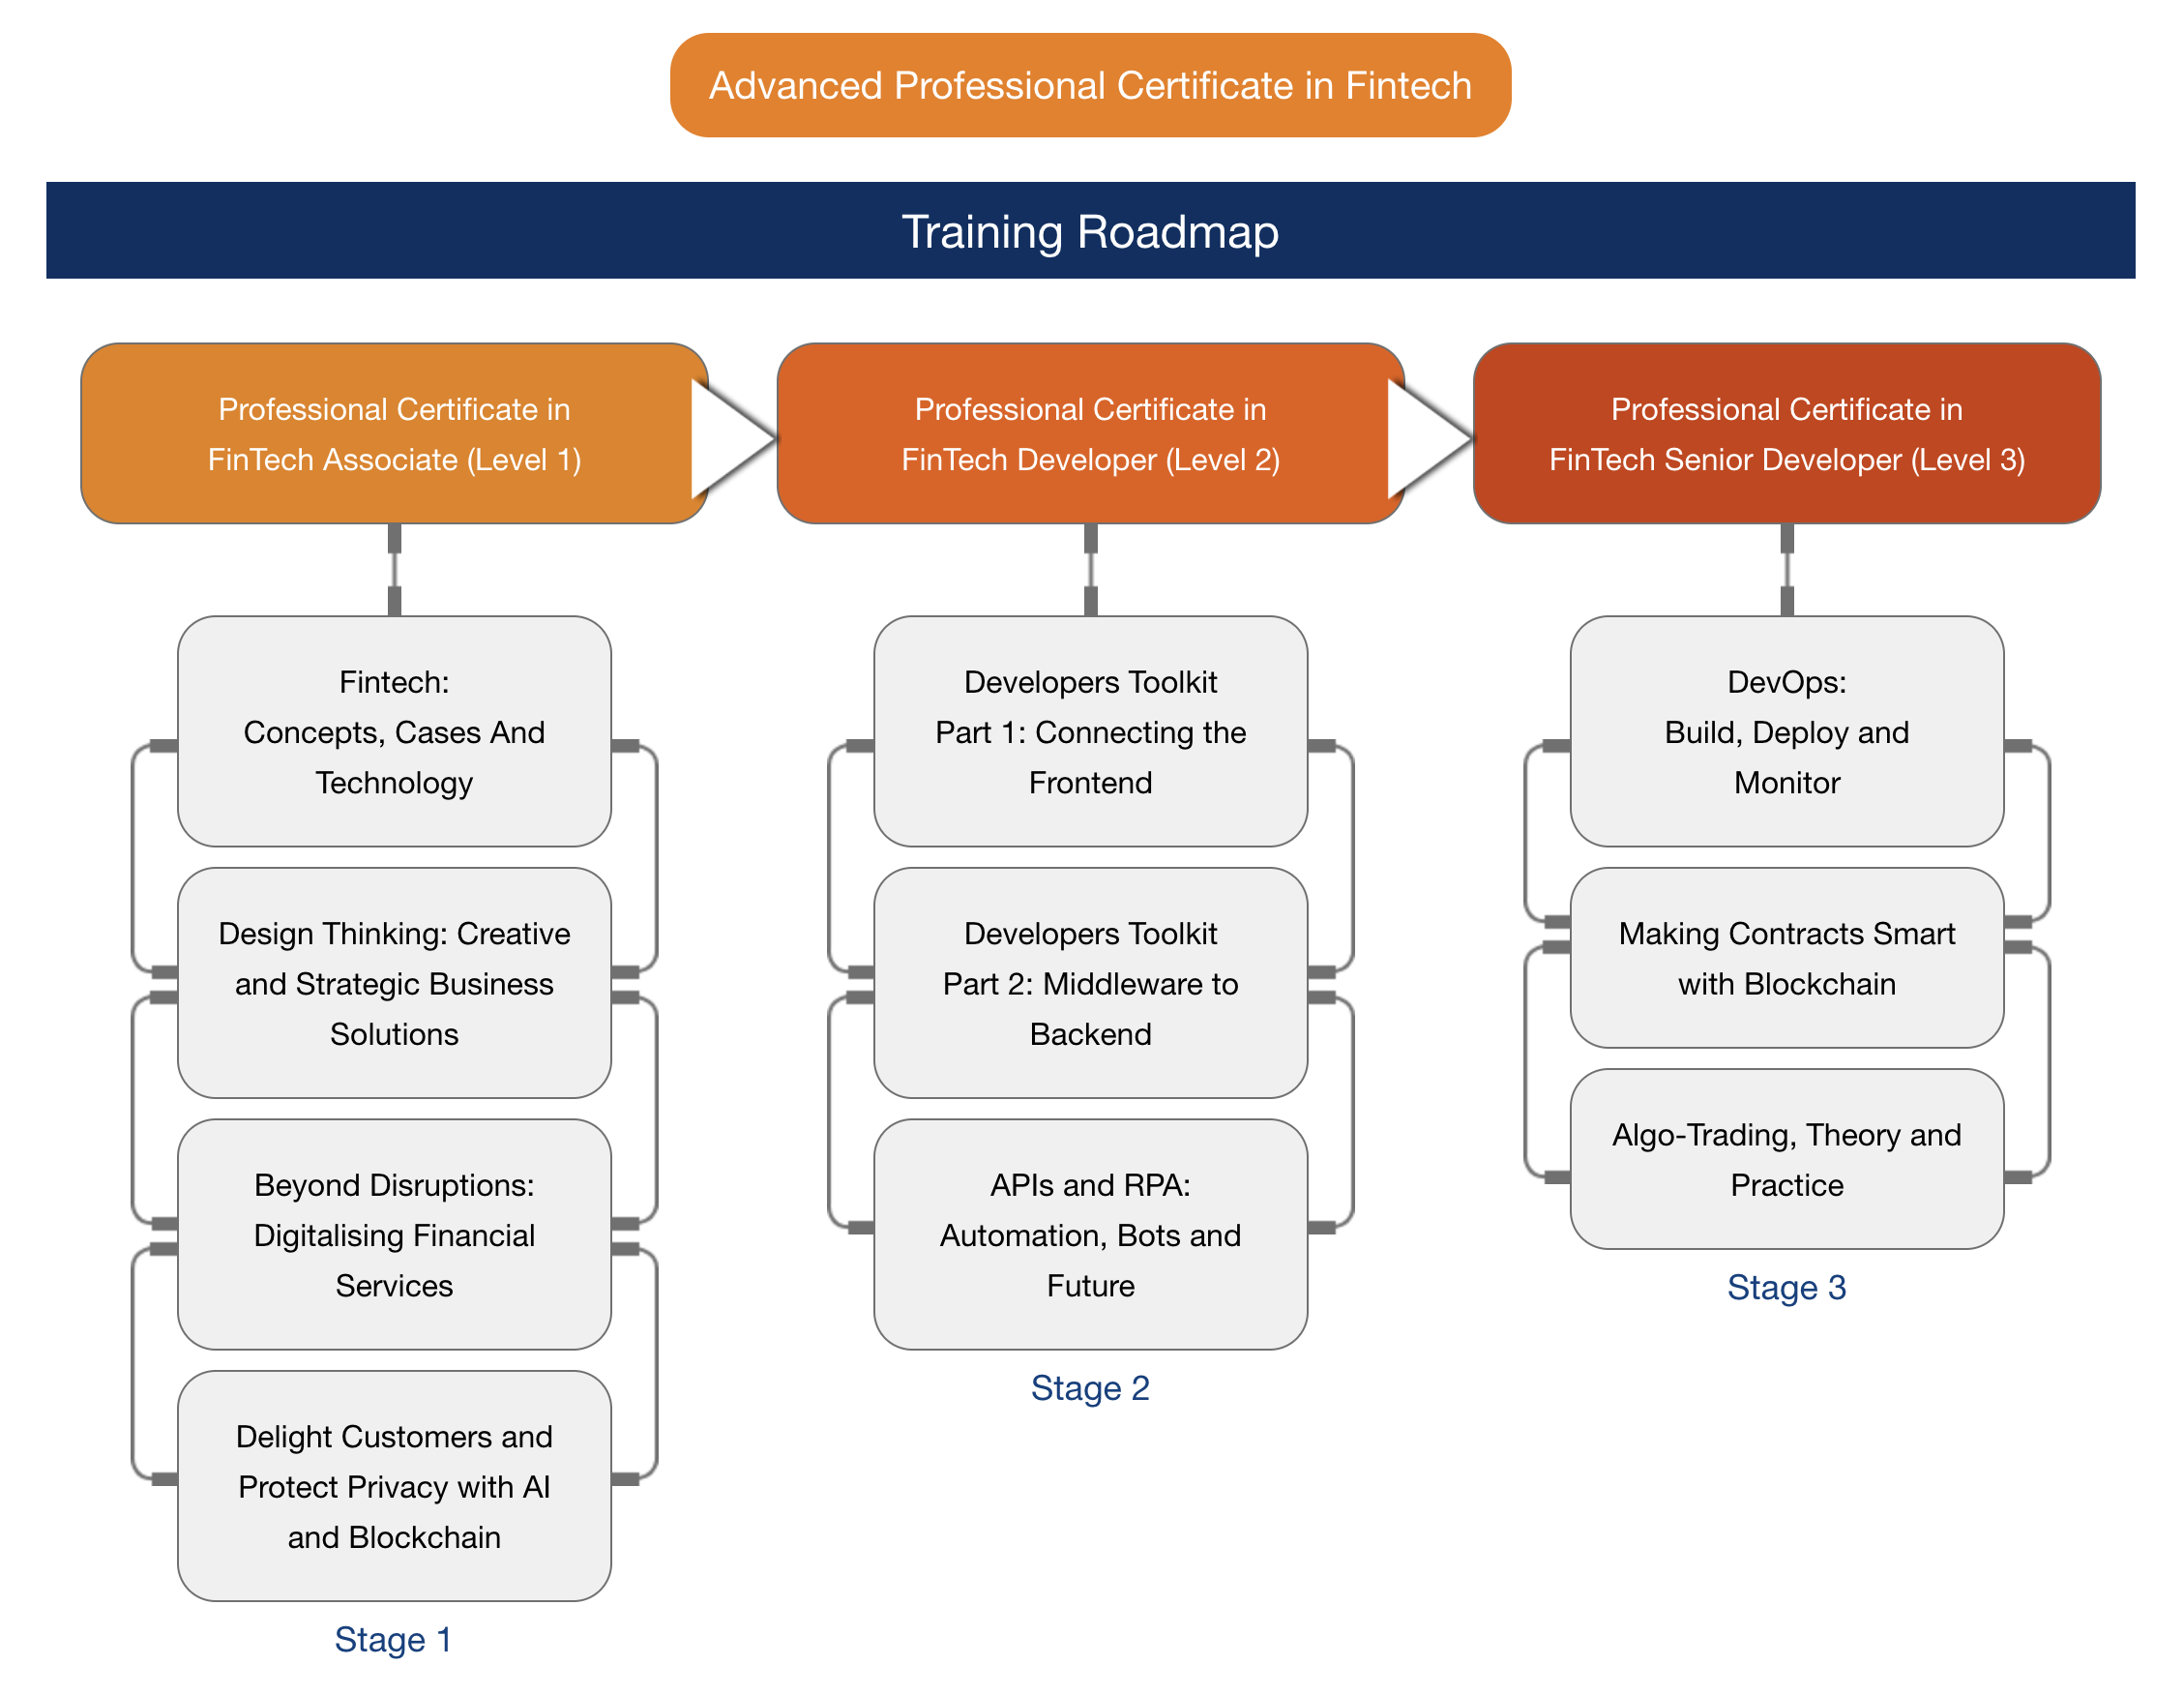 Advanced Professional Certificate in Fintech
Training Roadmap
Professional Certificate in
FinTech Associate (Level 1)
Professional Certificate in
FinTech Developer (Level 2)
Professional Certificate in
FinTech Senior Developer (Level 3)
Fintech:
Concepts, Cases And
Technology
Design Thinking: Creative
and Strategic Business
Solutions
Beyond Disruptions:
Digitalising Financial
Services
Delight Customers and
Protect Privacy with AI
and Blockchain
Stage 1
Developers Toolkit
Part 1: Connecting the
Frontend
Developers Toolkit
Part 2: Middleware to
Backend
APIs and RPA:
Automation, Bots and
Future
Stage 2
DevOps:
Build, Deploy and
Monitor
Making Contracts Smart
with Blockchain
Algo-Trading, Theory and
Practice
Stage 3